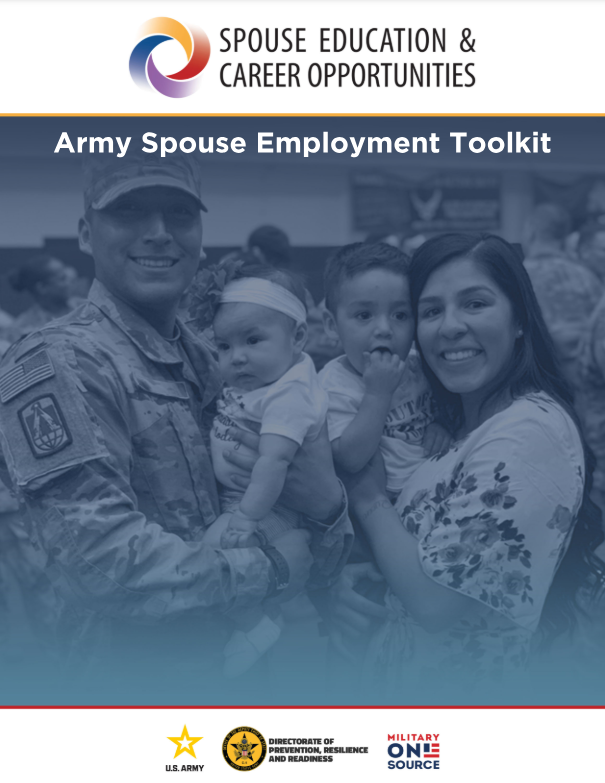 SPOUSE EDUCATION &
CAREER OPPORTUNITIES
Army Spouse Employment Toolkit
U.S. ARMY
DIRECTORATE OF
PREVENTION, RESILIENCE
AND READINESS
MILITARY
ONE
SOURCE